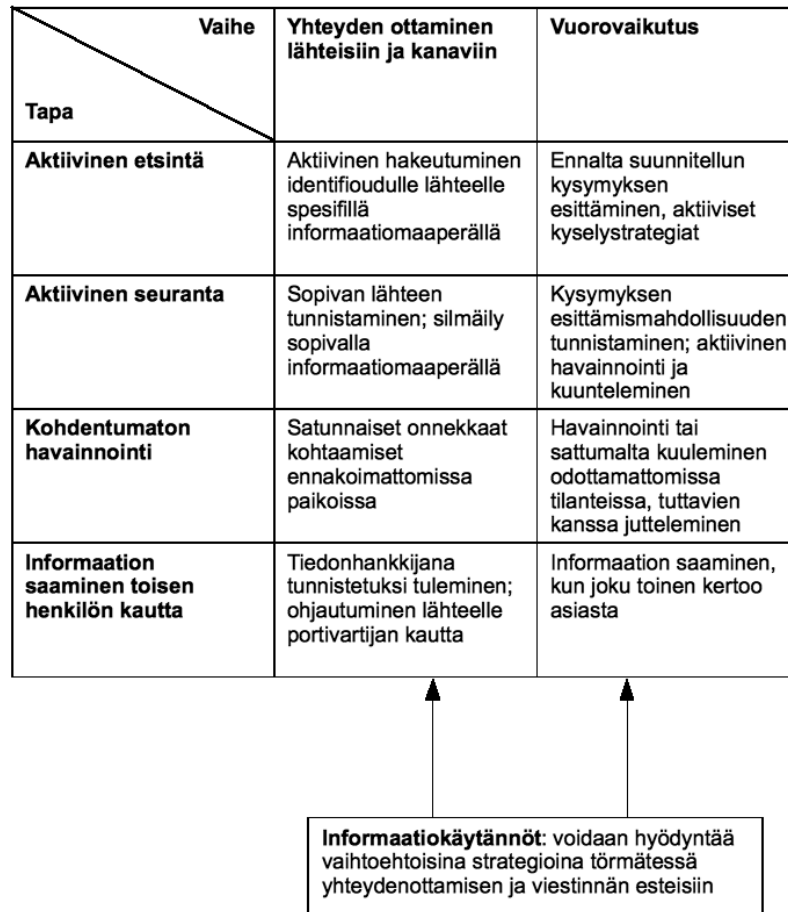 Vaihe
Tapa
Yhteyden ottaminen
lähteisiin ja kanaviin
Vuorovaikutus
Aktiivinen etsintä
Aktiivinen hakeutuminen
identifioudulle lähteelle
spesifillä
informaatiomaaperällä
Ennalta suunnitellun
kysymyksen
esittäminen, aktiiviset
kyselystrategiat
Aktiivinen seuranta
Sopivan lähteen
tunnistaminen; silmäily
sopivalla
informaatiomaaperällä
Kysymyksen
esittämismahdollisuuden
tunnistaminen; aktiivinen
havainnointi ja
kuunteleminen
Kohdentumaton
havainnointi
Satunnaiset onnekkaat
kohtaamiset
ennakoimattomissa
paikoissa
Havainnointi tai
sattumalta kuuleminen
odottamattomissa
tilanteissa, tuttavien
kanssa jutteleminen
Informaation
saaminen toisen
henkilön kautta
Tiedonhankkijana
tunnistetuksi tuleminen;
ohjautuminen lähteelle
portivartijan kautta
Informaation saaminen,
kun joku toinen kertoo
asiasta
Informaatiokäytännöt: voidaan hyödyntää
vaihtoehtoisina strategioina törmätessä
yhteydenottamisen ja viestinnän esteisiin